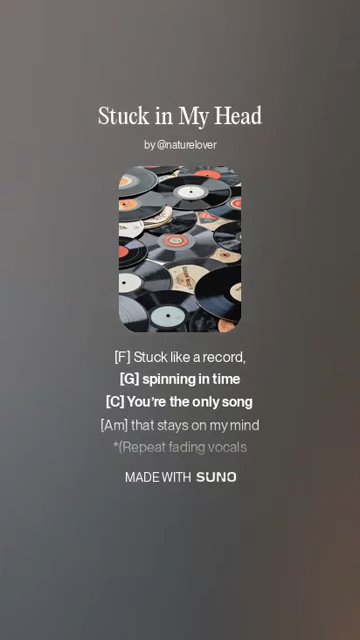 Stuck in My Head
by @naturelover
[F] Stuck like a record,
[G] spinning in time
[C] You're the only song
[Am] that stays on my mind
*(Repeat fading vocals
MADE WITH SUNO